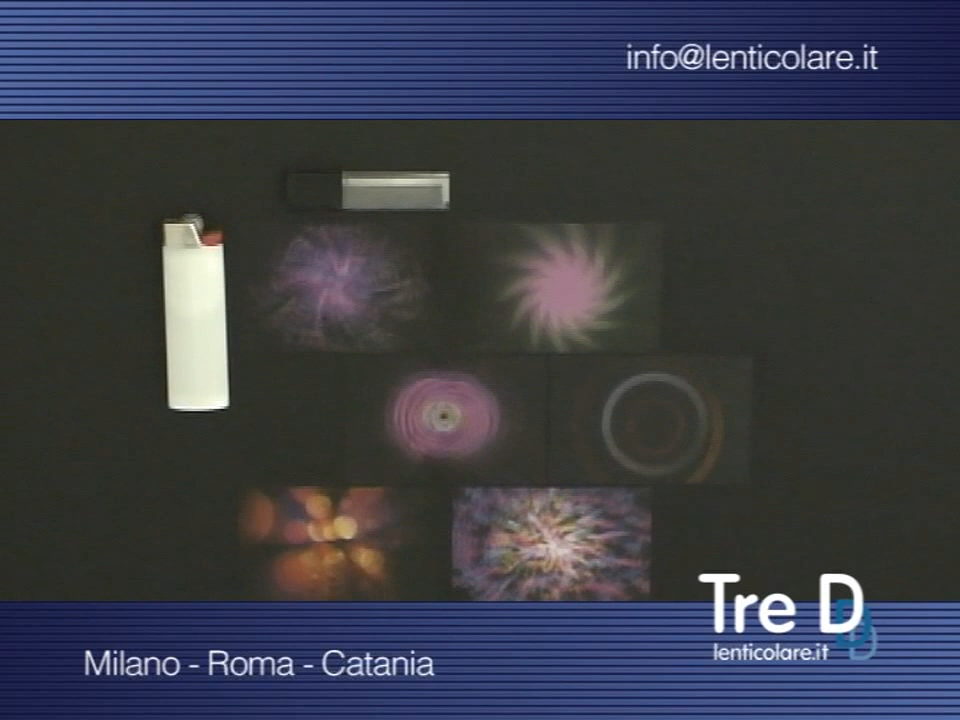 info@lenticolare.it
Tre D
lenticolare.it
Milano - Roma - Catania